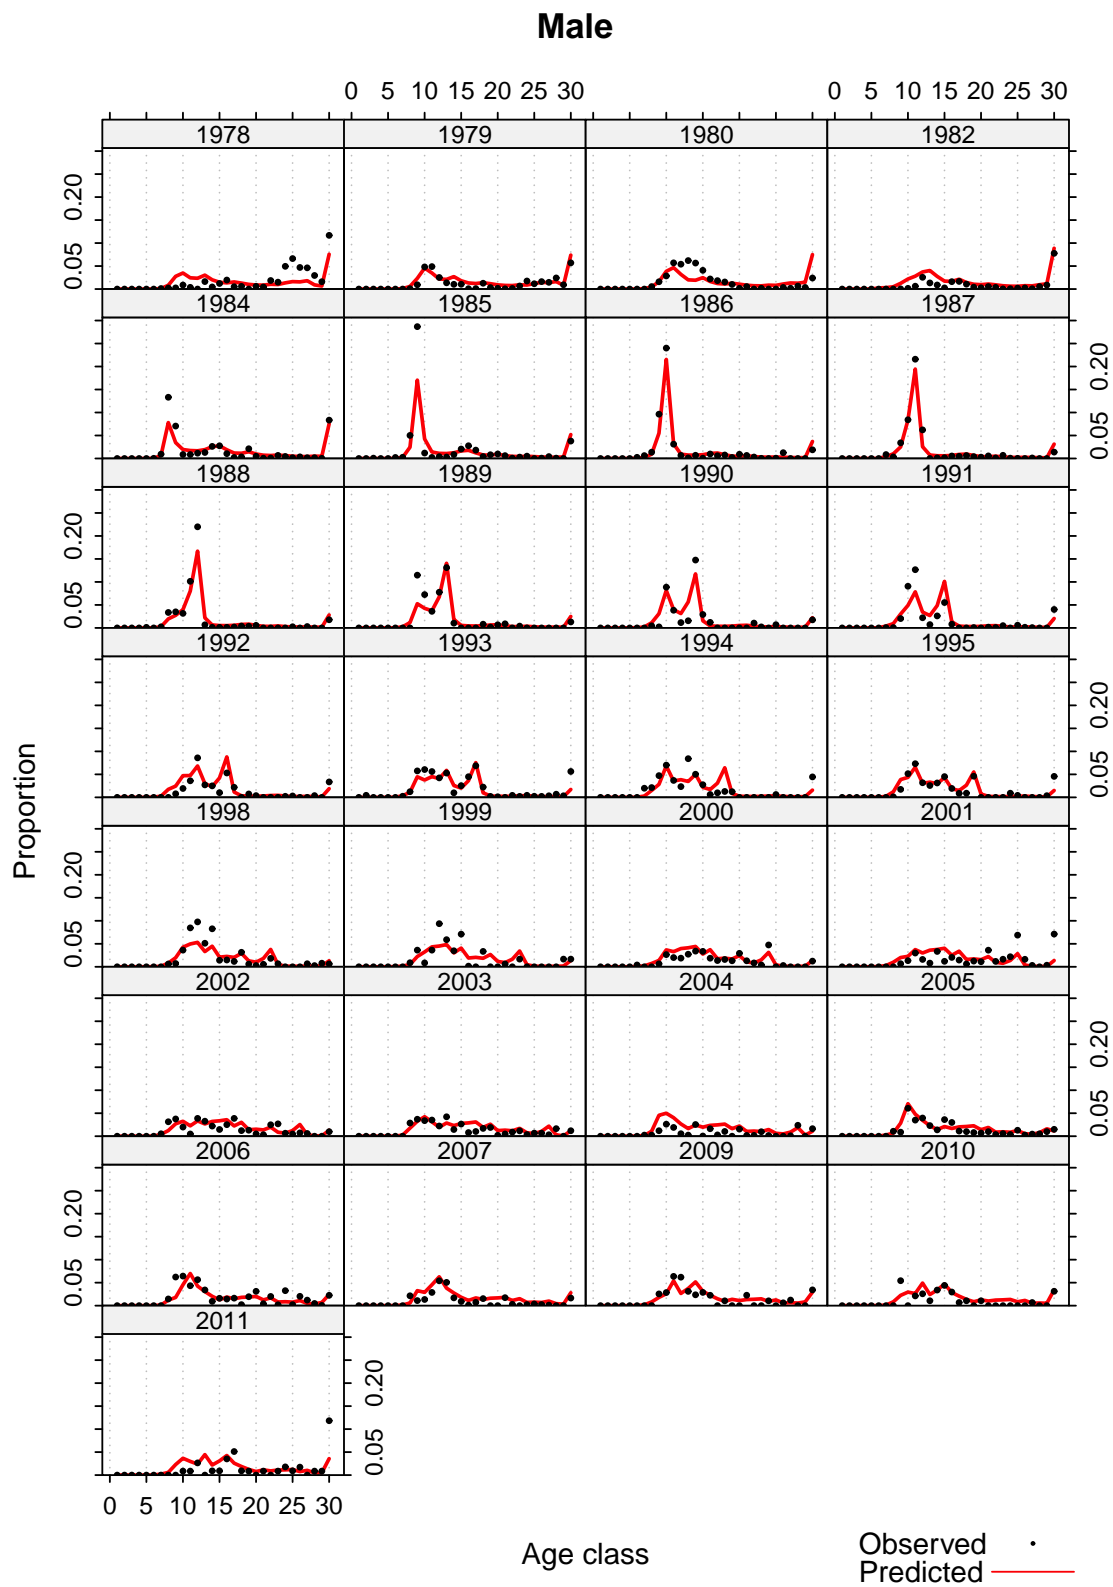 Male
0 5 10 15 20 25 30 0 5 10 15 20 25 30
1978 1979 1980 1982
0.20
0.05
1984 1985 1986 1987
0.20
0.05
1988 1989 1990 1991
0.20
0.05
1992 1993 1994 1995
0.20
0.05
1998 1999 2000 2001
0.20
0.05
2002 2003 2004 2005
0.20
0.05
2006 2007 2009 2010
0.20
0.05
2011
0.20
0.05
0 5 10 15 20 25 30
Proportion
Age class
Observed
Predicted